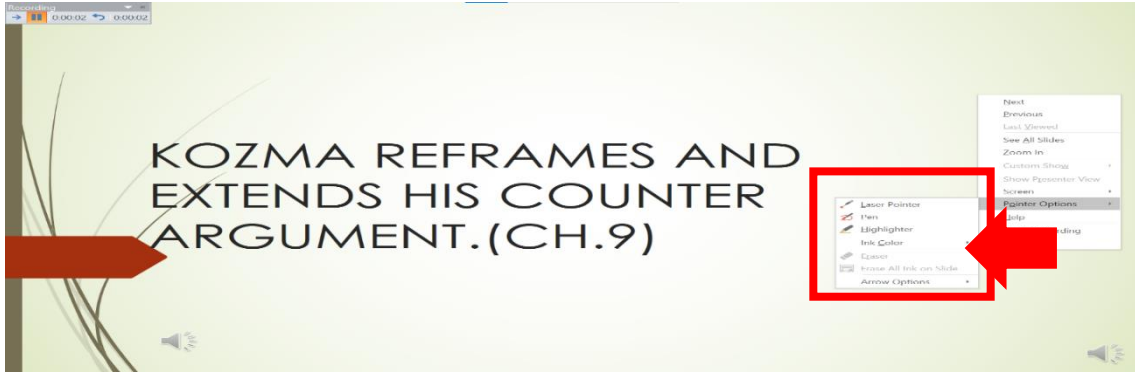 Recording
0:00:02 0:00:02
KOZMA REFRAMES AND
EXTENDS HIS COUNTER
ARGUMENT.(CH.9)
Next
Previous
Last Viewed
See All Slides
Zoom In
Custom Show
Show Presenter View
Screen
Pointer Options
Help
Laser Pointer
Pen
Highlighter
Ink Color
Eraser
Erase All Ink on Slide
Arrow Options